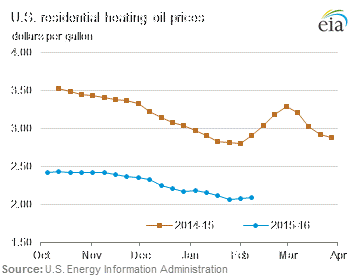 U.S. residential heating oil prices
dollars per gallon
eia
4.00
3.50
3.00
2.50
2.00
1.50
Oct Nov Dec Jan Feb Mar Apr
2014-15 2015-16
Source: U.S. Energy Information Administration